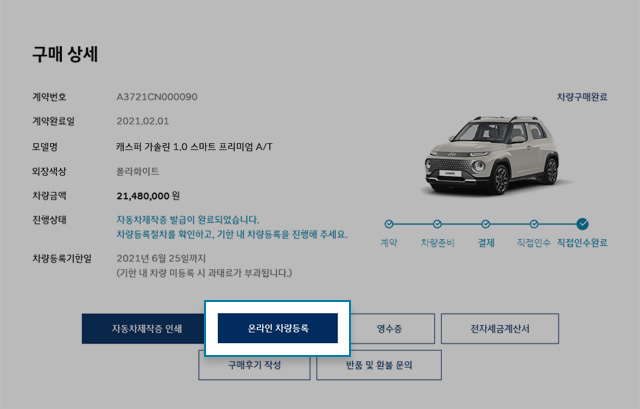 구매 상세
계약번호 A3721CN000090
차량구매완료
계약완료일 2021.02.01
모델명 캐스퍼 가솔린 1.0 스마트 프리미엄 A/T
외장색상 폴라화이트
차량금액 21,480,000 원
진행상태 자동차제작증 발급이 완료되었습니다.
차량등록절차를 확인하고, 기한 내 차량등록을 진행해 주세요.
계약 차량준비 결제 직접인수 직접인수완료
차량등록기한일 2021년 6월 25일까지
(기한 내 차량 미등록 시 과태료가 부과됩니다.)
자동차제작증 인쇄 온라인 차량등록 영수증 전자세금계산서
구매후기 작성 반품 및 환불 문의